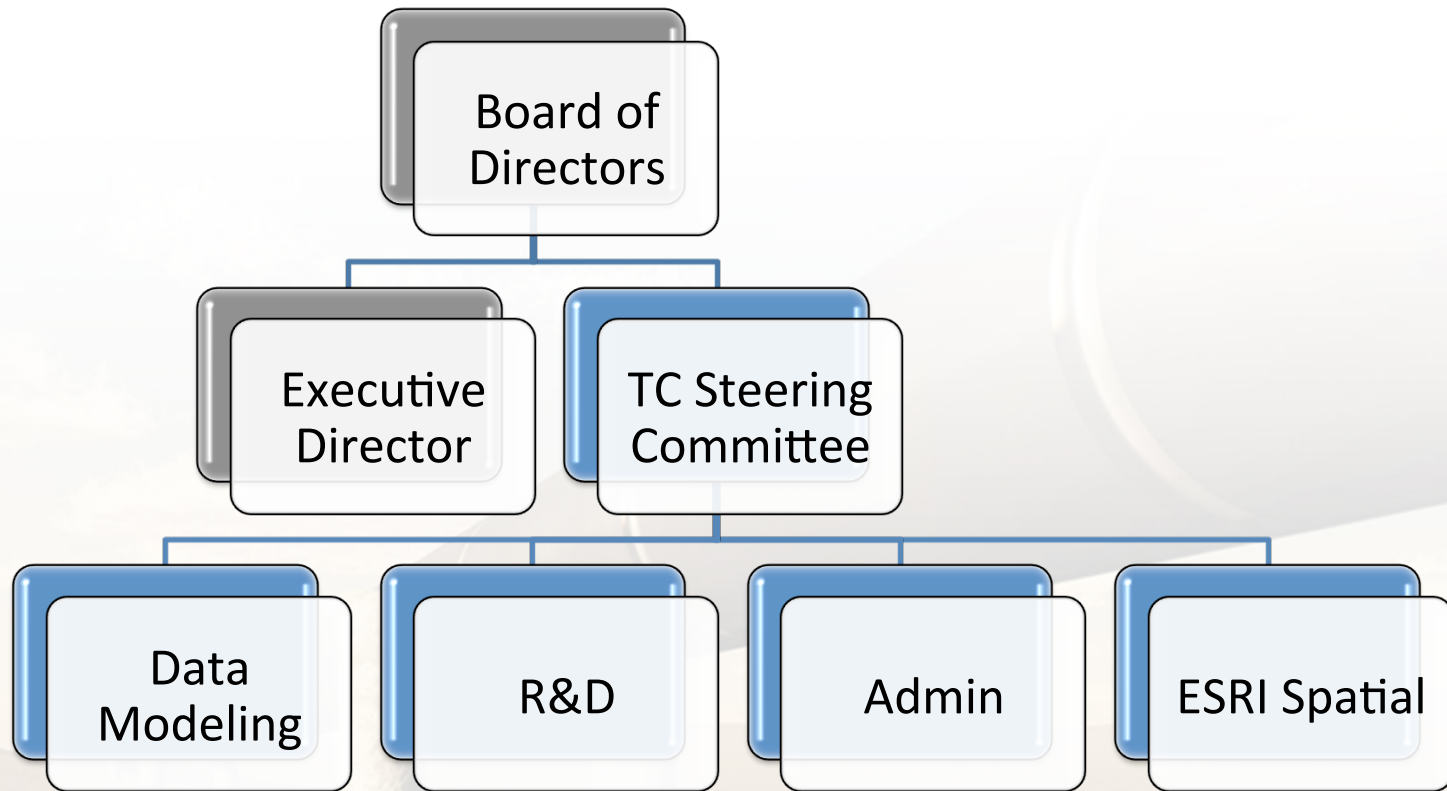 Board of
Directors
Executive
Director
TC Steering
Committee
Data
Modeling
R&D
Admin
ESRI Spatial